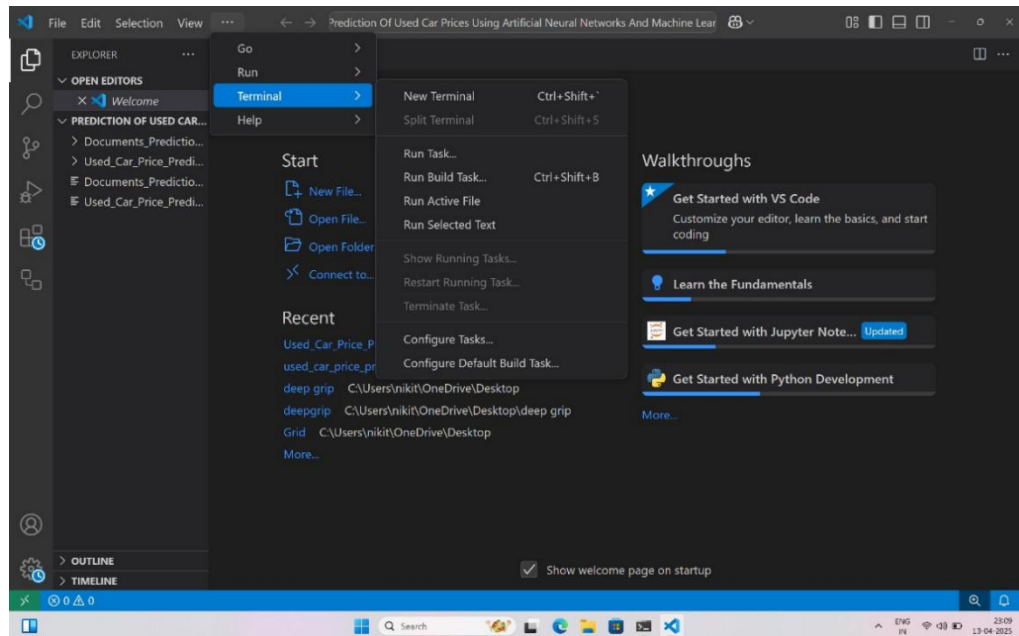 File Edit Selection View ... Prediction Of Used Car Prices Using Artificial Neural Networks And Machine Lear
EXPLORER ...
OPEN EDITORS
Welcome
PREDICTION OF USED CAR...
Documents_Predictio...
Used_Car_Price_Predi...
Documents_Predictio...
Used_Car_Price_Predi...
Go
Run
Terminal
Help
New Terminal Ctrl+Shift+`
Split Terminal Ctrl+Shift+5
Run Task...
Run Build Task... Ctrl+Shift+B
Run Active File
Run Selected Text
Show Running Tasks...
Restart Running Task...
Terminate Task...
Configure Tasks...
Configure Default Build Task...
Start
New File...
Open File...
Open Folder
Connect to...
Recent
Used_Car_Price_P
used_car_price_pr
deep grip C:\Users\nikit\OneDrive\Desktop
deepgrip C:\Users\nikit\OneDrive\Desktop\deep grip
Grid C:\Users\nikit\OneDrive\Desktop
More...
Walkthroughs
Get Started with VS Code
Customize your editor, learn the basics, and start
coding
Learn the Fundamentals
Get Started with Jupyter Note... Updated
Get Started with Python Development
More...
OUTLINE
TIMELINE
Show welcome page on startup
0 0
Search
ENG
IN
23:09
13-04-2025